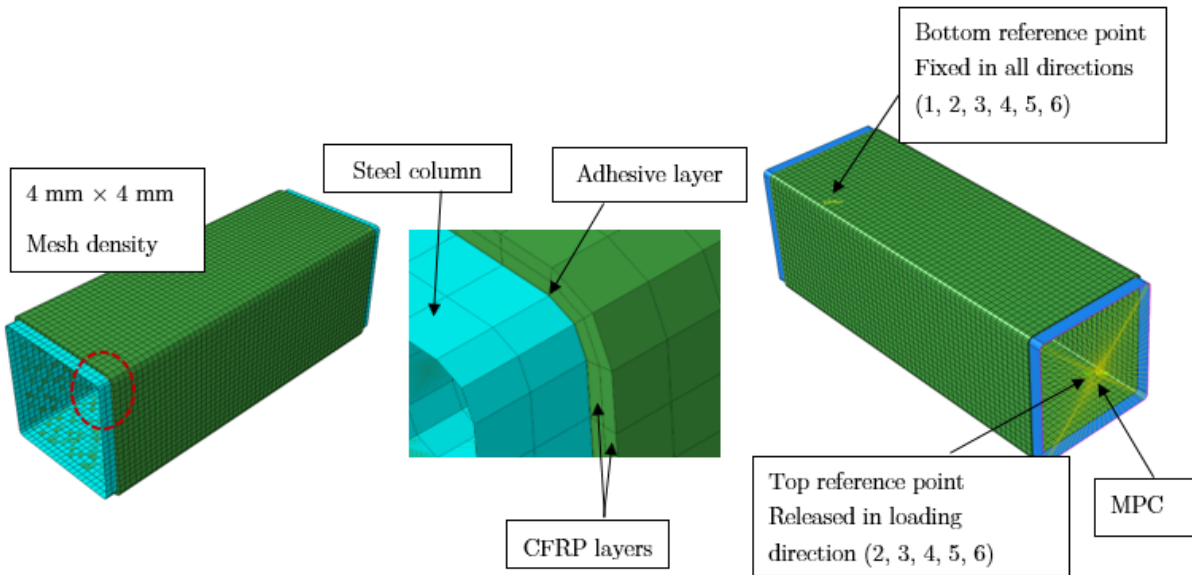 4 mm × 4 mm
Mesh density
Steel column
Adhesive layer
CFRP layers
Bottom reference point
Fixed in all directions
(1, 2, 3, 4, 5, 6)
Top reference point
Released in loading
direction (2, 3, 4, 5, 6)
MPC